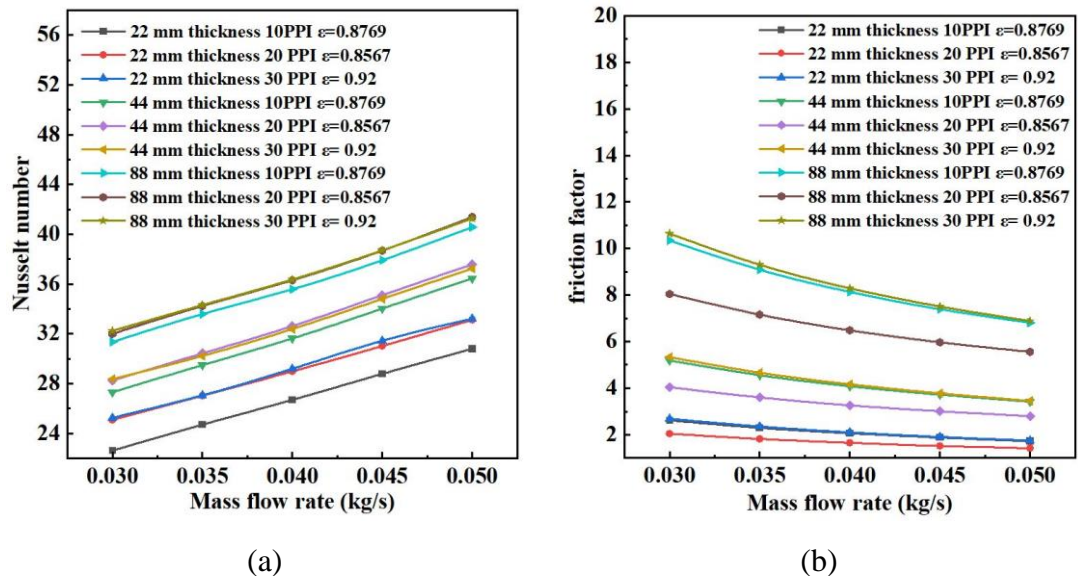 56
52
48
44
40
36
32
28
24
Nusselt number
22 mm thickness 10PPI ε=0.8769
22 mm thickness 20 PPI ε=0.8567
22 mm thickness 30 PPI ε= 0.92
44 mm thickness 10PPI ε=0.8769
44 mm thickness 20 PPI ε=0.8567
44 mm thickness 30 PPI ε= 0.92
88 mm thickness 10PPI ε=0.8769
88 mm thickness 20 PPI ε=0.8567
88 mm thickness 30 PPI ε= 0.92
0.030 0.035 0.040 0.045 0.050
Mass flow rate (kg/s)
(a)
20
18
16
14
12
10
8
6
4
2
friction factor
22 mm thickness 10PPI ε=0.8769
22 mm thickness 20 PPI ε=0.8567
22 mm thickness 30 PPI ε= 0.92
44 mm thickness 10PPI ε=0.8769
44 mm thickness 20 PPI ε=0.8567
44 mm thickness 30 PPI ε= 0.92
88 mm thickness 10PPI ε=0.8769
88 mm thickness 20 PPI ε=0.8567
88 mm thickness 30 PPI ε= 0.92
0.030 0.035 0.040 0.045 0.050
Mass flow rate (kg/s)
(b)